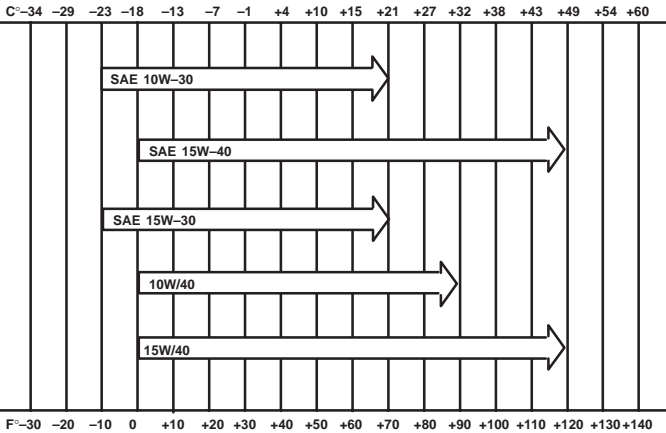 C°–34 –29 –23 –18 –13 –7 –1 +4 +10 +15 +21 +27 +32 +38 +43 +49 +54 +60
SAE 10W–30
SAE 15W–40
SAE 15W–30
10W/40
15W/40
F°–30 –20 –10 0 +10 +20 +30 +40 +50 +60 +70 +80 +90 +100 +110 +120 +130 +140